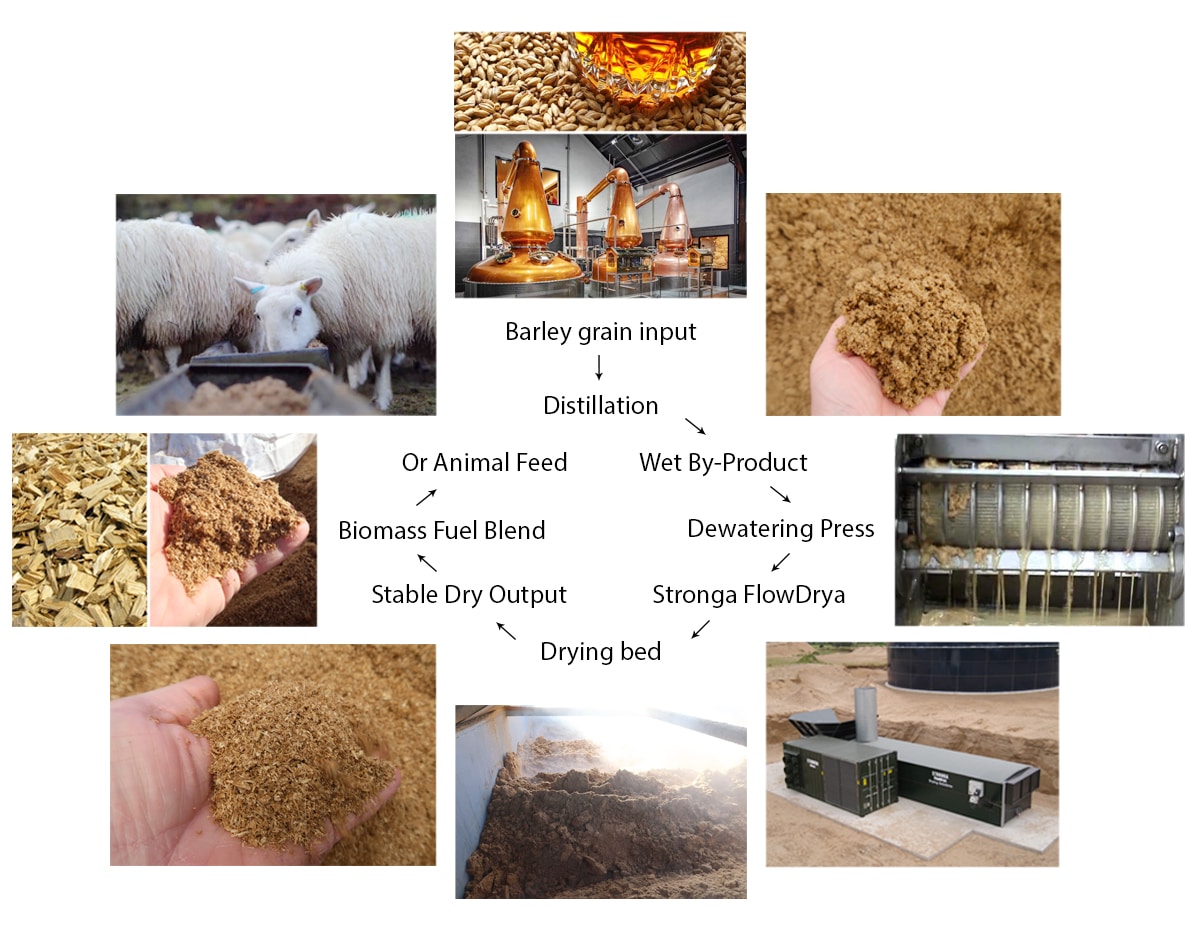 Barley grain input
Distillation
Wet By-Product
Dewatering Press
Stronga FlowDrya
Drying bed
Stable Dry Output
Biomass Fuel Blend
Or Animal Feed